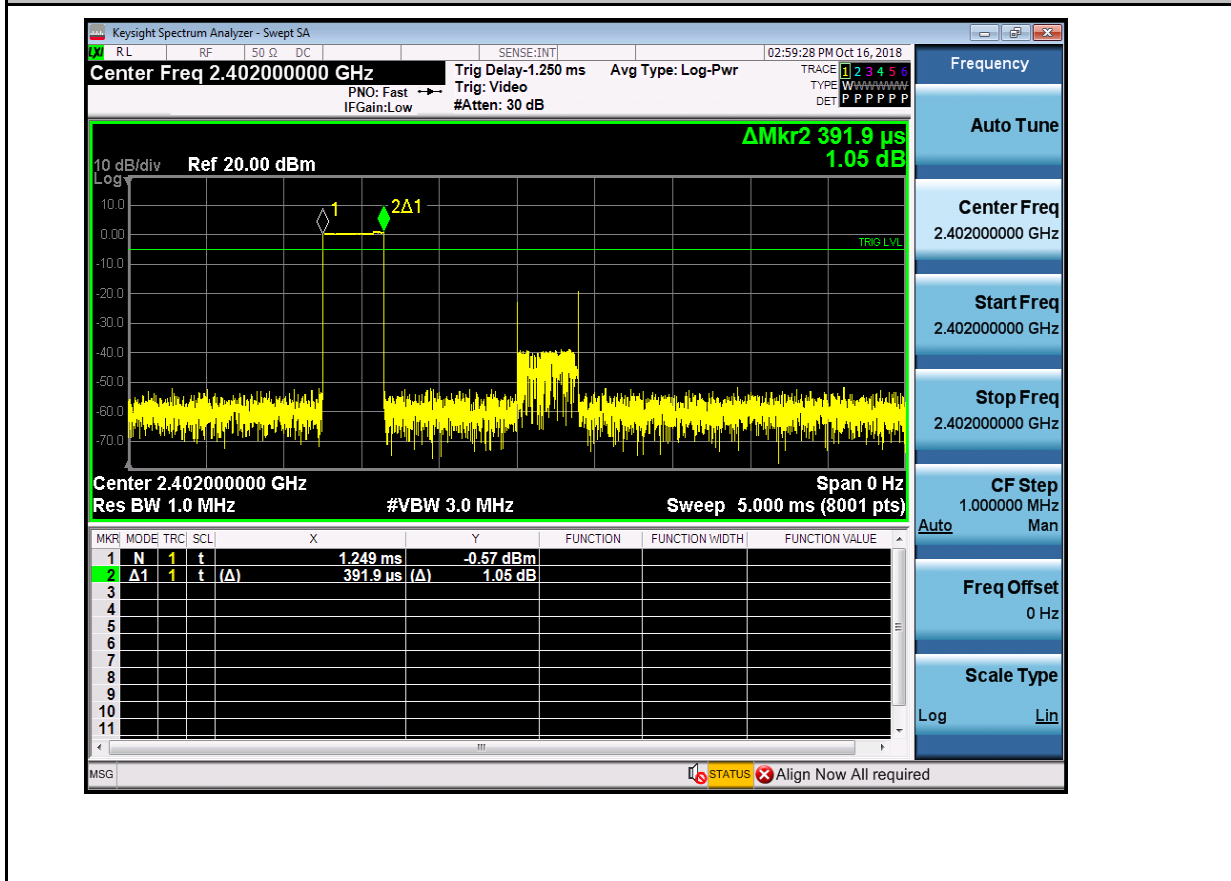 Keysight Spectrum Analyzer - Swept SA
LXI RL RF 50 Ω DC SENSE:INT 02:59:28 PM Oct 16, 2018
Center Freq 2.402000000 GHz
PNO: Fast
IFGain:Low
Trig Delay-1.250 ms
Trig: Video
#Atten: 30 dB
Avg Type: Log-Pwr
TRACE 1 2 3 4 5 6
TYPE WWWWWW
DET P P P P P P
ΔMkr2 391.9 µs
1.05 dB
10 dB/div
Log
Ref 20.00 dBm
10.0
0.00
-10.0
-20.0
-30.0
-40.0
-50.0
-60.0
-70.0
1
2Δ1
TRIG LVL
Center 2.402000000 GHz Span 0 Hz
Res BW 1.0 MHz #VBW 3.0 MHz Sweep 5.000 ms (8001 pts)
MKR MODE TRC SCL X Y FUNCTION FUNCTION WIDTH FUNCTION VALUE
1 N 1 t 1.249 ms -0.57 dBm
2 Δ1 1 t (Δ) 391.9 µs (Δ) 1.05 dB
3
4
5
6
7
8
9
10
11
MSG STATUS Align Now All required
Frequency
Auto Tune
Center Freq
2.402000000 GHz
Start Freq
2.402000000 GHz
Stop Freq
2.402000000 GHz
CF Step
1.000000 MHz
Auto Man
Freq Offset
0 Hz
Scale Type
Log Lin